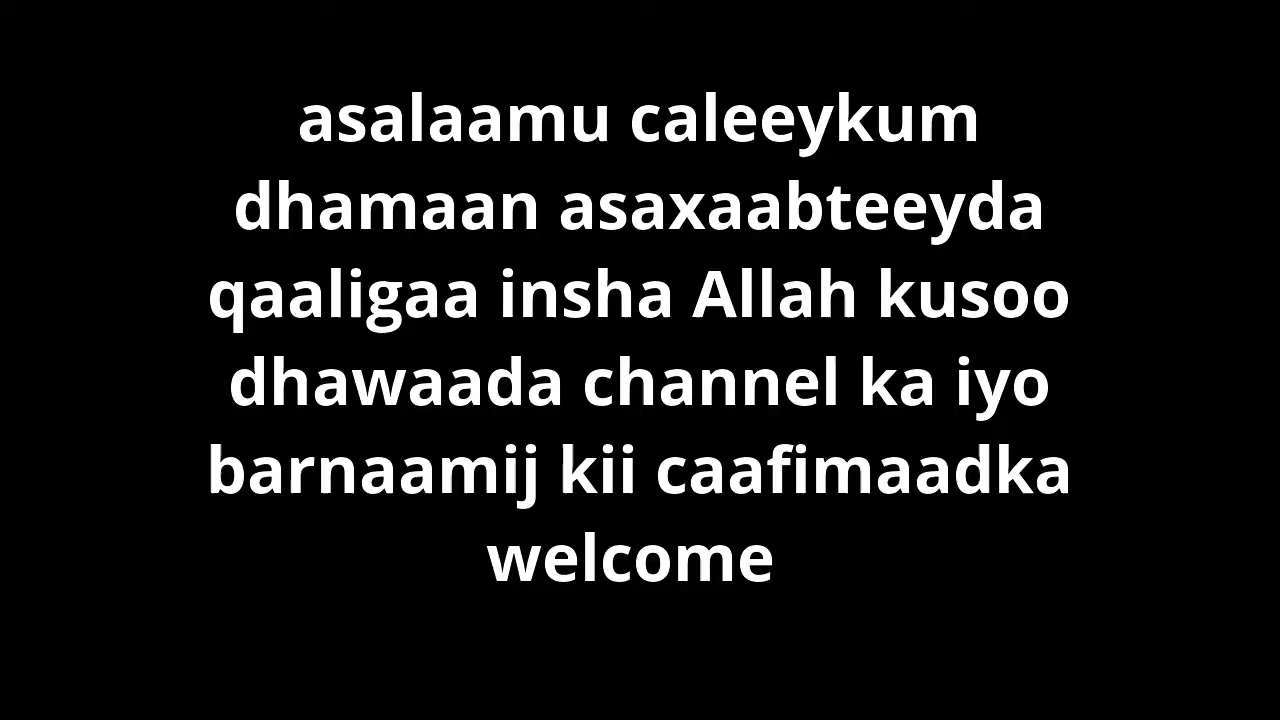 asalaamu caleeykum
dhamaan asaxaabteeyda
qaaligaa insha Allah kusoo
dhawaada channel ka iyo
barnaamij kii caafimaadka
welcome